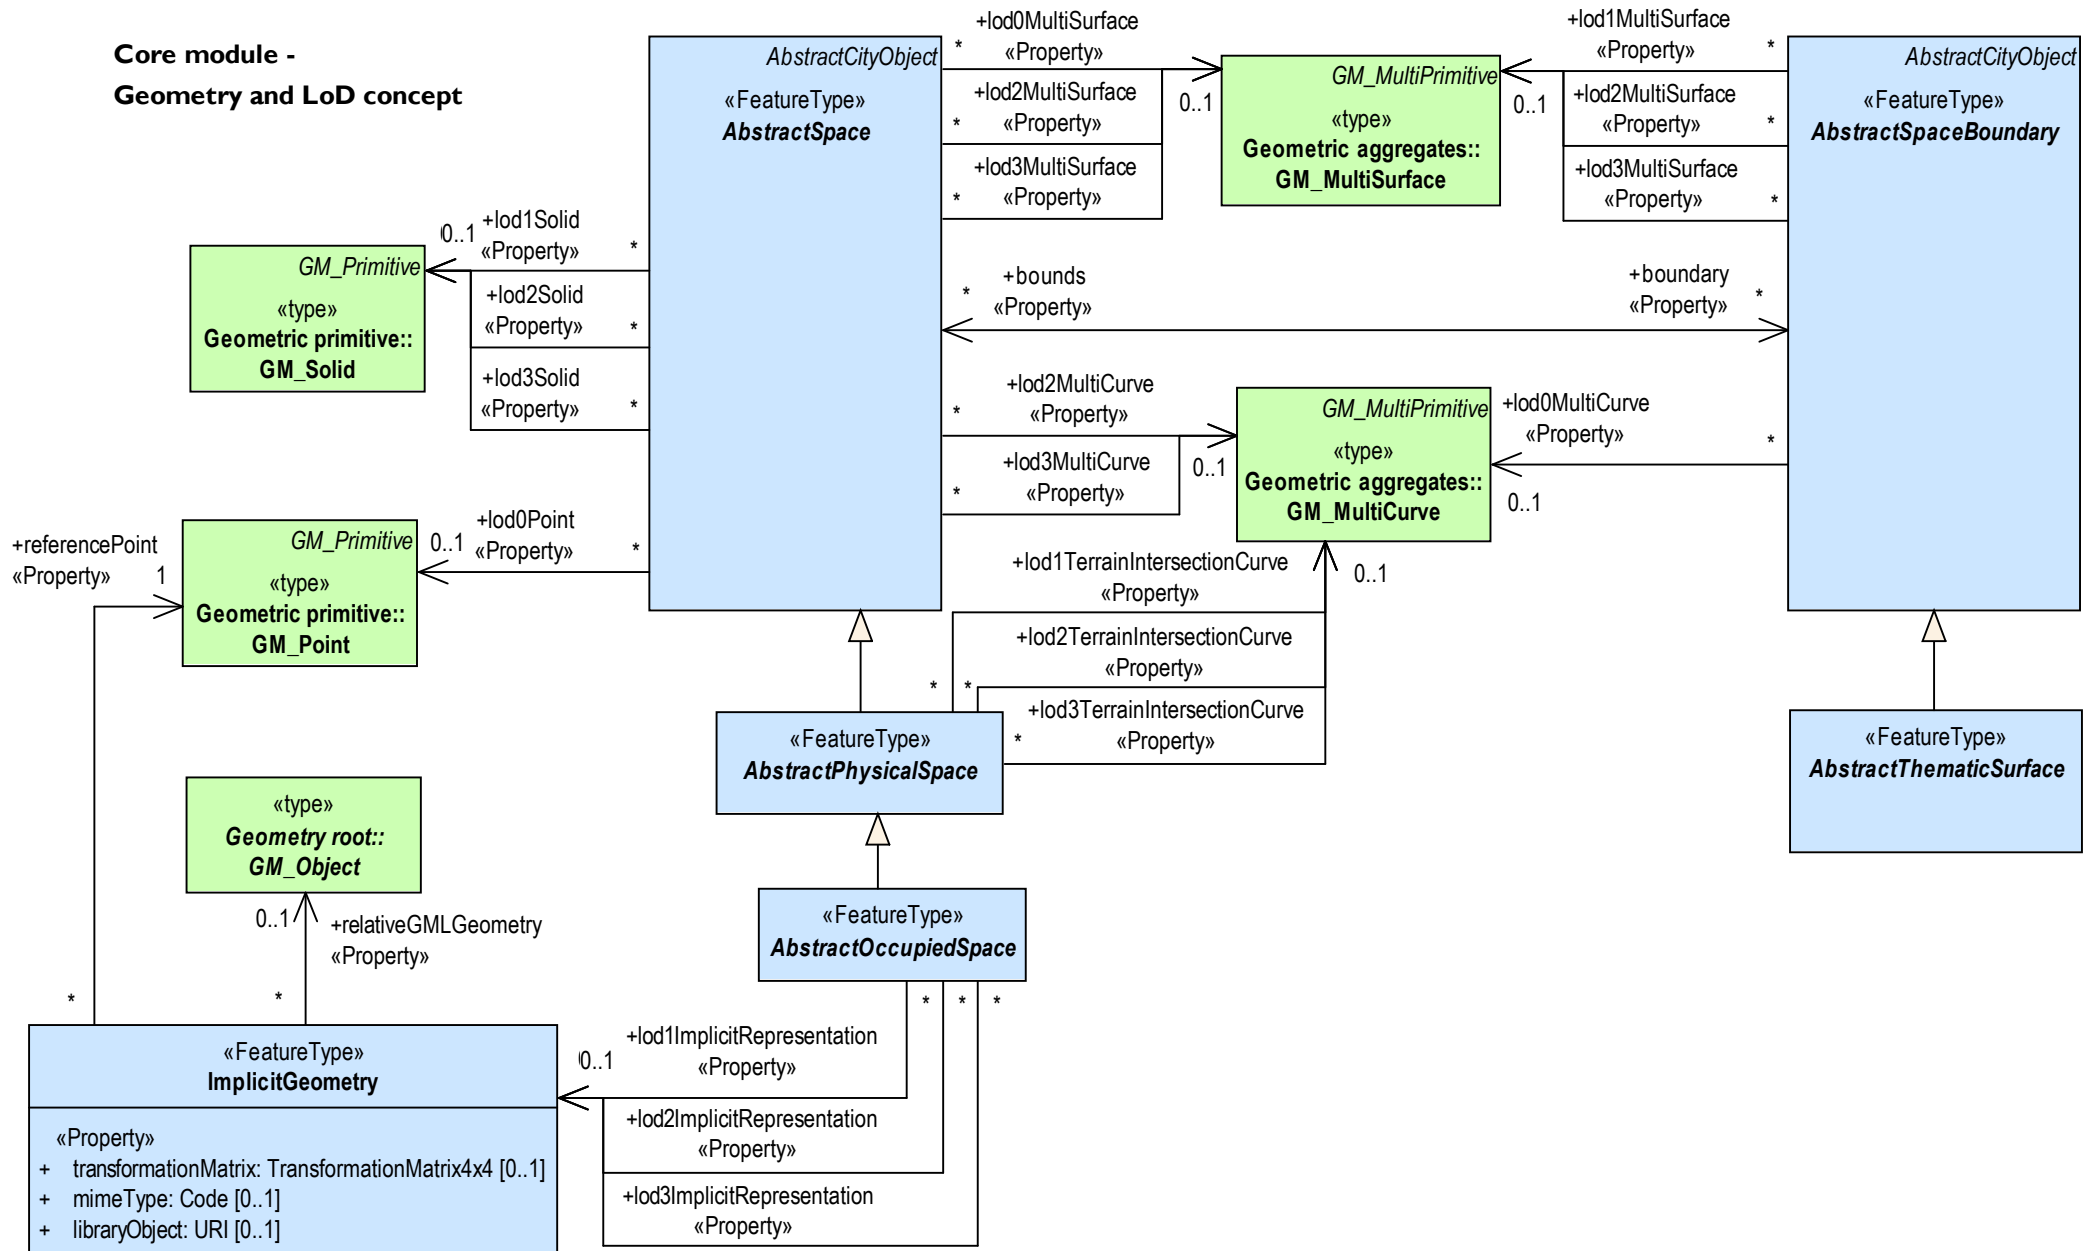 Core module -
Geometry and LoD concept
AbstractCityObject
«FeatureType»
AbstractSpace
+lod0MultiSurface
«Property»
*
+lod2MultiSurface
«Property»
*
+lod3MultiSurface
«Property»
*
0..1
GM_MultiPrimitive
«type»
Geometric aggregates::
GM_MultiSurface
+lod1MultiSurface
«Property»
*
0..1
+lod2MultiSurface
«Property»
*
+lod3MultiSurface
«Property»
*
AbstractCityObject
«FeatureType»
AbstractSpaceBoundary
0..1
+lod1Solid
«Property»
*
+lod2Solid
«Property»
*
+lod3Solid
«Property»
*
GM_Primitive
«type»
Geometric primitive::
GM_Solid
+bounds
«Property»
*
+boundary
«Property»
*
+lod2MultiCurve
«Property»
*
+lod3MultiCurve
«Property»
*
0..1
GM_MultiPrimitive
«type»
Geometric aggregates::
GM_MultiCurve
+lod0MultiCurve
«Property»
*
0..1
+referencePoint
«Property»
1
GM_Primitive
«type»
Geometric primitive::
GM_Point
0..1
+lod0Point
«Property»
*
+lod1TerrainIntersectionCurve
«Property»
0..1
+lod2TerrainIntersectionCurve
«Property»
*
*
+lod3TerrainIntersectionCurve
«Property»
*
«FeatureType»
AbstractPhysicalSpace
«FeatureType»
AbstractThematicSurface
«type»
Geometry root::
GM_Object
0..1
+relativeGMLGeometry
«Property»
*
*
«FeatureType»
AbstractOccupiedSpace
*
*
*
+lod1ImplicitRepresentation
«Property»
0..1
+lod2ImplicitRepresentation
«Property»
+lod3ImplicitRepresentation
«Property»
«FeatureType»
ImplicitGeometry
«Property»
+ transformationMatrix: TransformationMatrix4x4 [0..1]
+ mimeType: Code [0..1]
+ libraryObject: URI [0..1]